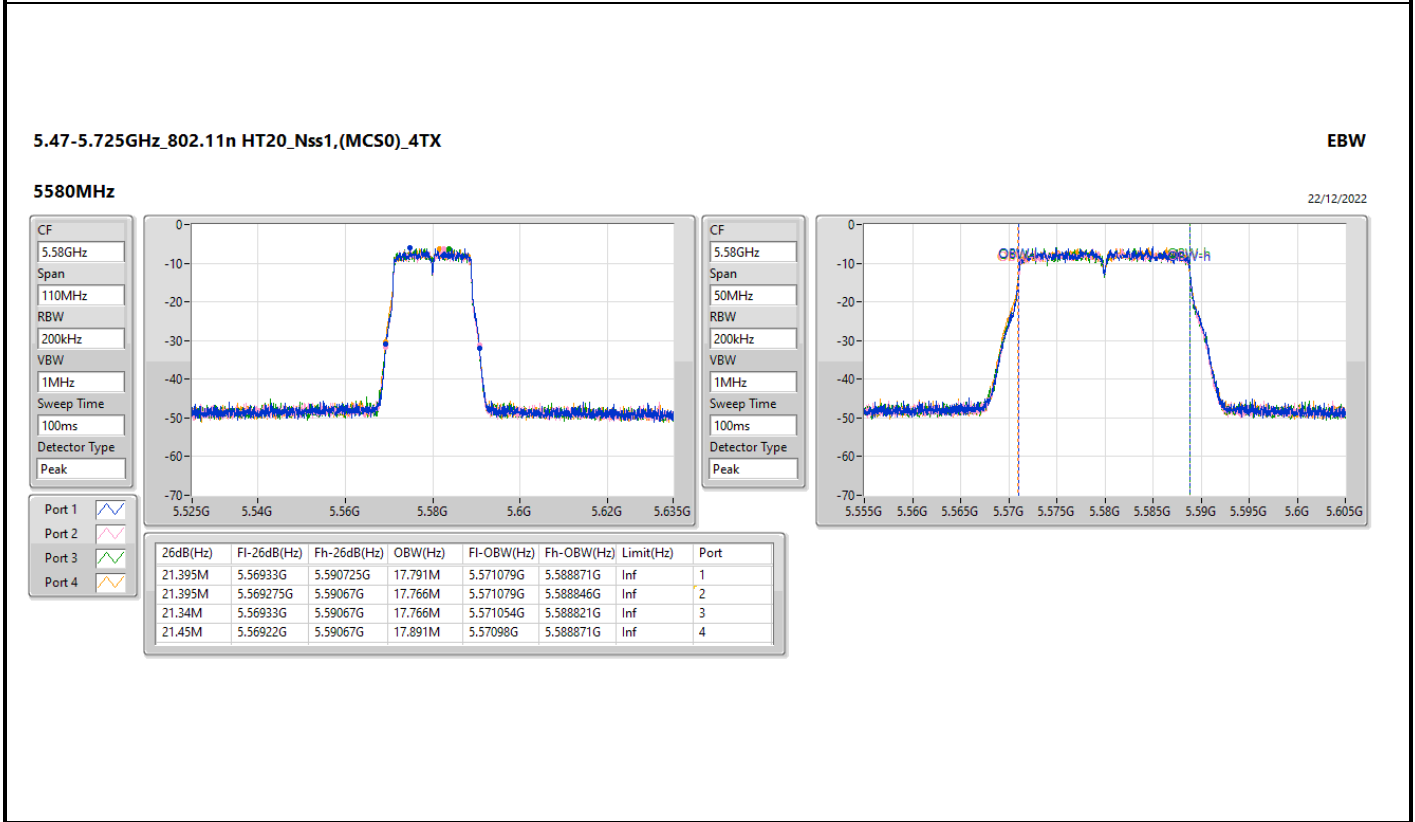 5.47-5.725GHz_802.11n HT20_Nss1,(MCS0)_4TX
EBW
5580MHz
22/12/2022
CF
5.58GHz
Span
110MHz
RBW
200kHz
VBW
1MHz
Sweep Time
100ms
Detector Type
Peak
0
-10
-20
-30
-40
-50
-60
-70
5.525G 5.54G 5.56G 5.58G 5.6G 5.62G 5.635G
CF
5.58GHz
Span
50MHz
RBW
200kHz
VBW
1MHz
Sweep Time
100ms
Detector Type
Peak
0
-10
-20
-30
-40
-50
-60
-70
OBW-h
5.555G 5.56G 5.565G 5.57G 5.575G 5.58G 5.585G 5.59G 5.595G 5.6G 5.605G
Port 1
Port 2
Port 3
Port 4
26dB(Hz) Fl-26dB(Hz) Fh-26dB(Hz) OBW(Hz) Fl-OBW(Hz) Fh-OBW(Hz) Limit(Hz) Port
21.395M 5.56933G 5.590725G 17.791M 5.571079G 5.588871G Inf 1
21.395M 5.569275G 5.59067G 17.766M 5.571079G 5.588846G Inf 2
21.34M 5.56933G 5.59067G 17.766M 5.571054G 5.588821G Inf 3
21.45M 5.56922G 5.59067G 17.891M 5.57098G 5.588871G Inf 4